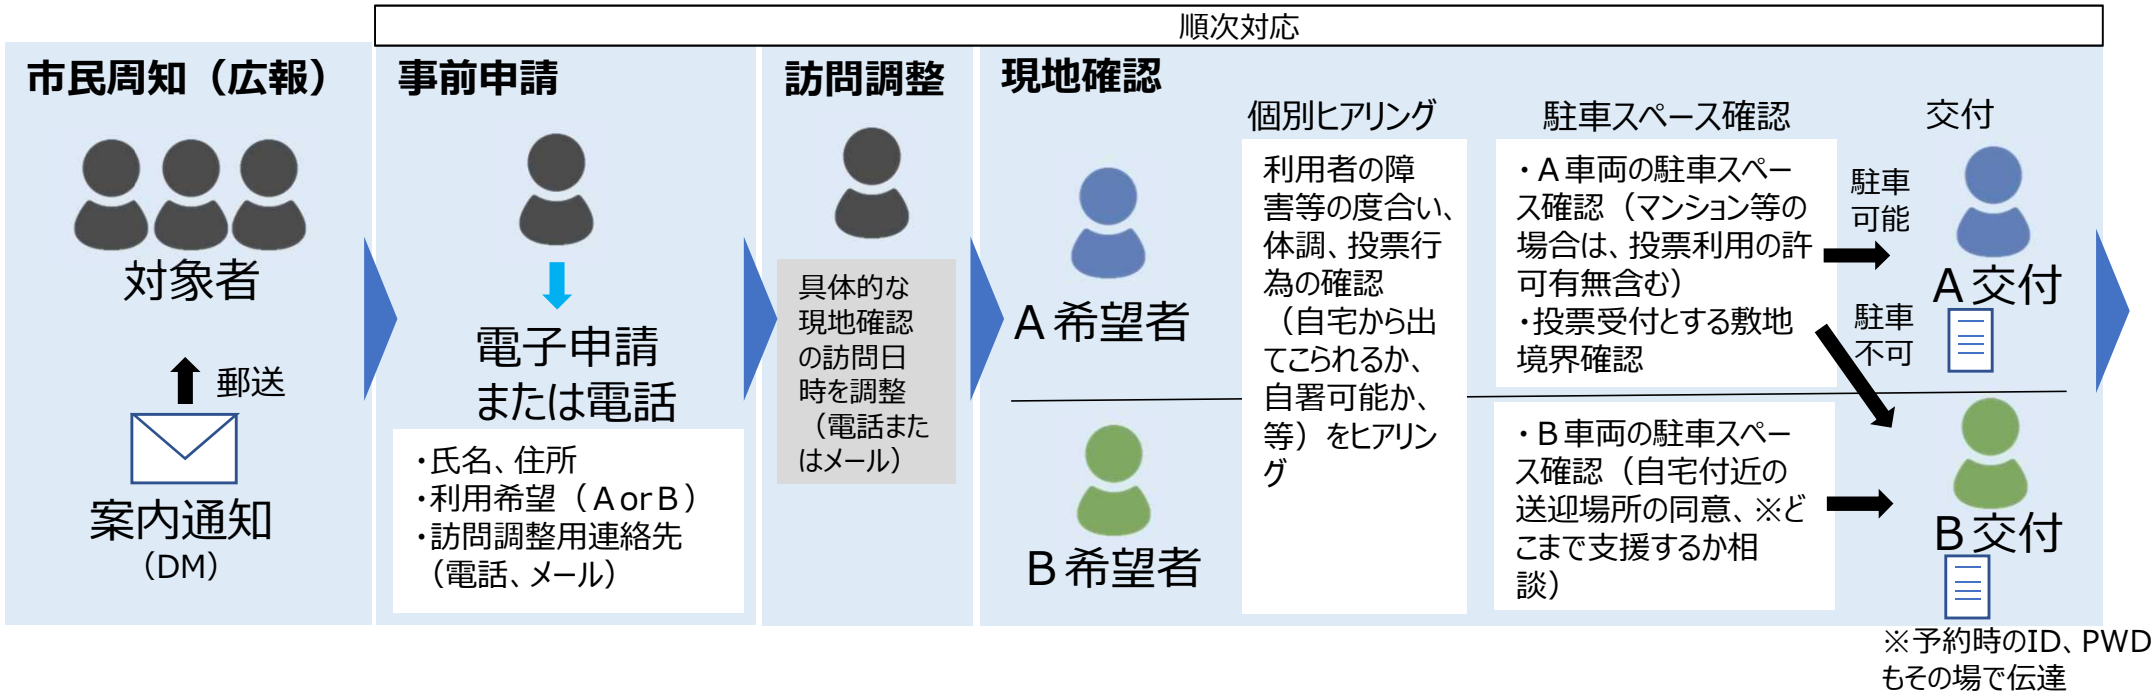 順次対応
市民周知（広報）
対象者
郵送
案内通知
（DM）
事前申請
電子申請
または電話
・氏名、住所
・利用希望（ＡorＢ）
・訪問調整用連絡先
（電話、メール）
訪問調整
具体的な
現地確認
の訪問日
時を調整
（電話また
はメール）
現地確認
Ａ希望者
Ｂ希望者
個別ヒアリング
利用者の障
害等の度合い、
体調、投票行
為の確認
（自宅から出
てこられるか、
自署可能か、
等）をヒアリン
グ
駐車スペース確認
・Ａ車両の駐車スペー
ス確認（マンション等の
場合は、投票利用の許
可有無含む）
・投票受付とする敷地
境界確認
・Ｂ車両の駐車スペー
ス確認（自宅付近の
送迎場所の同意、※ど
こまで支援するか相
談）
交付
駐車
可能
Ａ交付
駐車
不可
Ｂ交付
※予約時のID、PWD
もその場で伝達